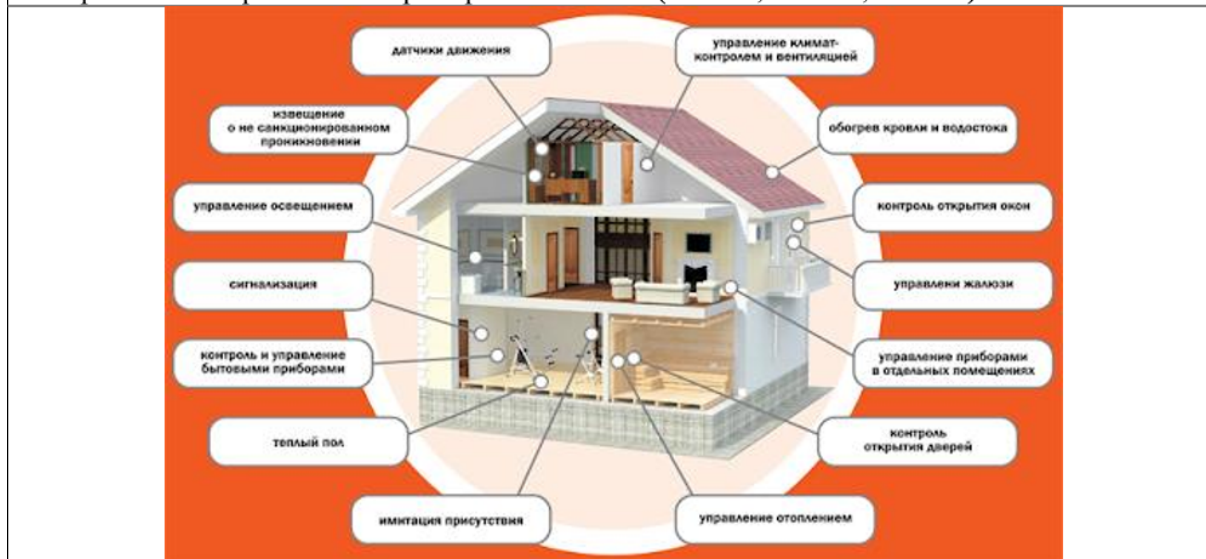 датчики движения
управление климат-
контролем и вентиляцией
извещение
о не санкционированном
проникновении
обогрев кровли и водостока
управление освещением
контроль открытия окон
сигнализация
управлени жалюзи
контроль и управление
бытовыми приборами
управление приборами
в отдельных помещениях
теплый пол
контроль
открытия дверей
имитация присутствия
управление отоплением